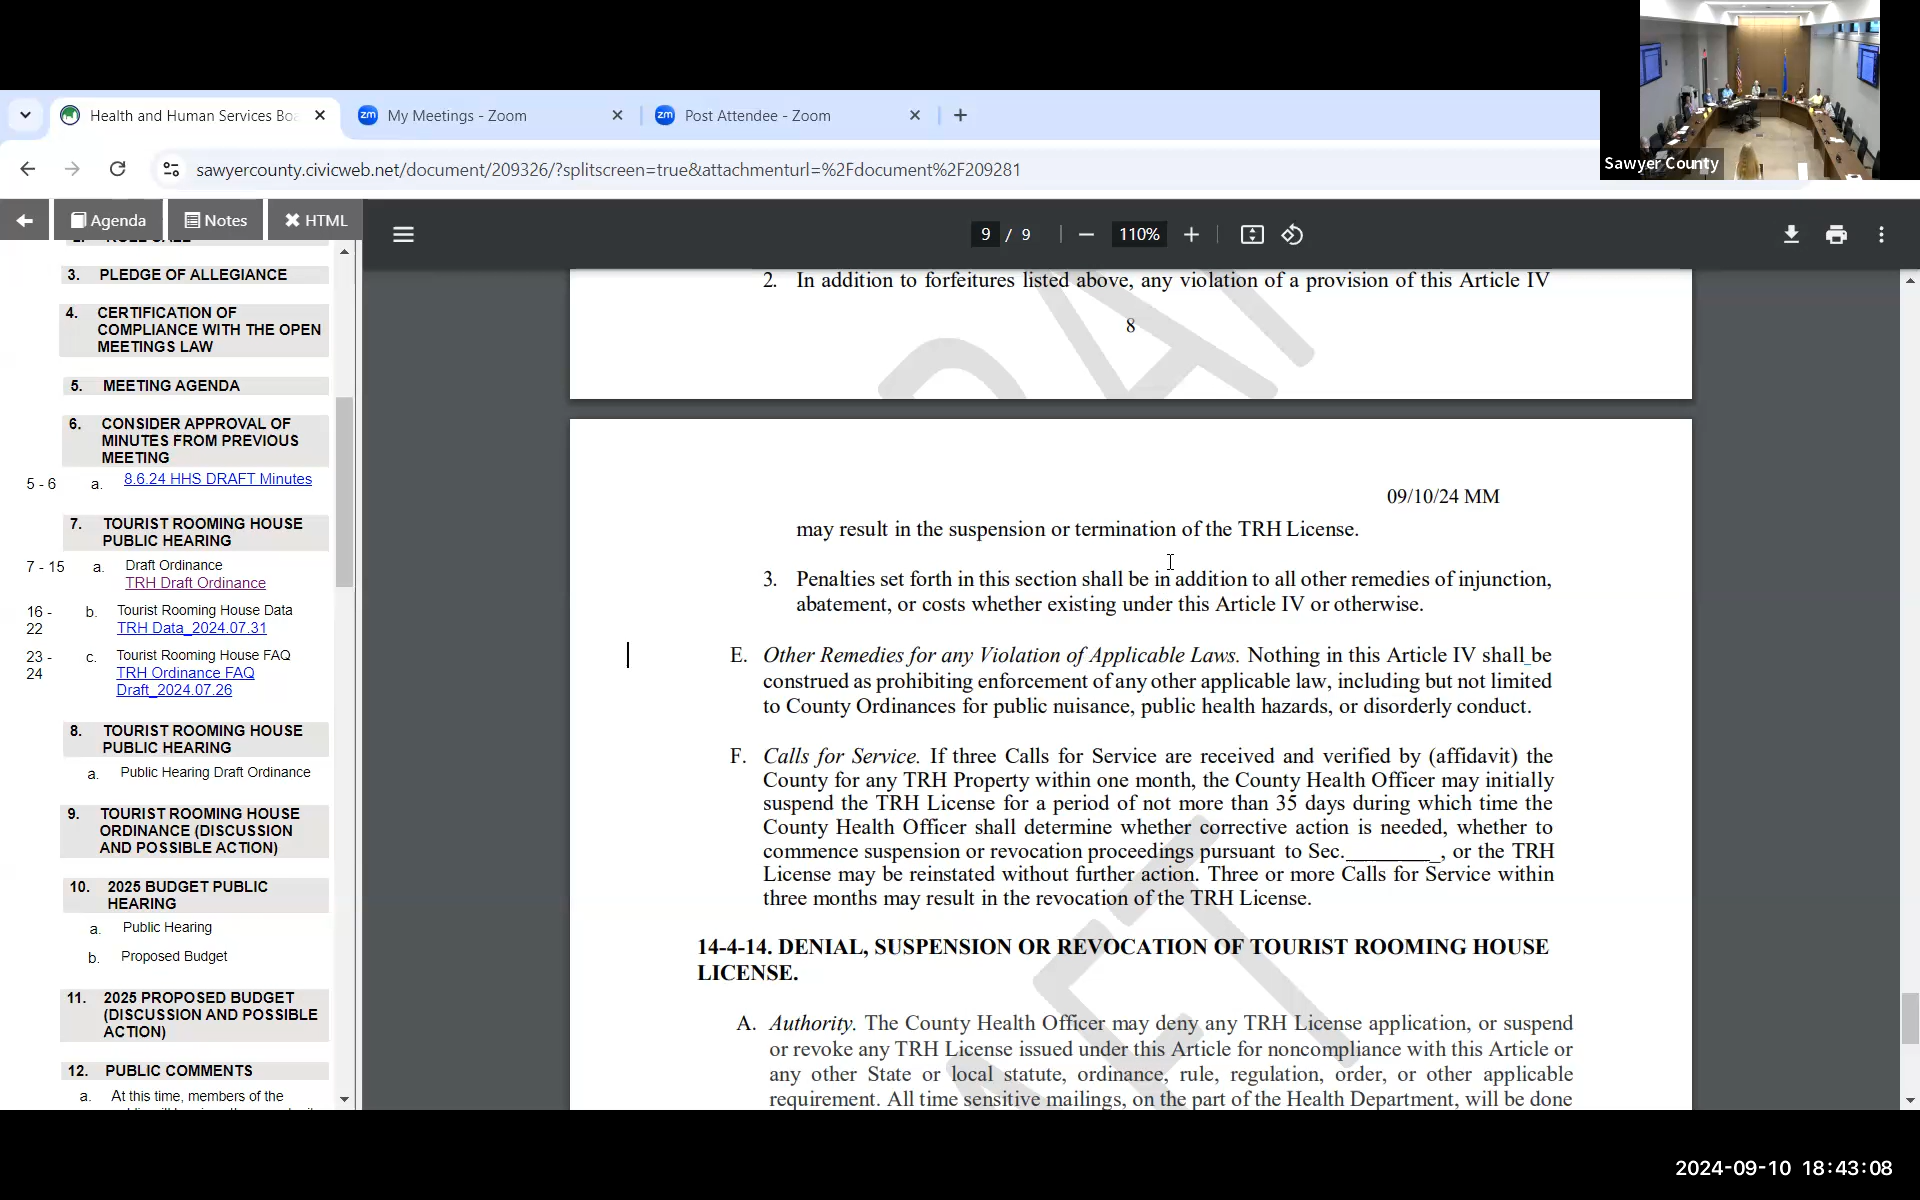 Health and Human Services Boa
My Meetings - Zoom
Post Attendee - Zoom
sawyercounty.civicweb.net/document/209326/?splitscreen=true&attachmenturl=%2Fdocument%2F209281
Sawyer County
Agenda
Notes
HTML
9 / 9
110%
2. ROLL CALL
3. PLEDGE OF ALLEGIANCE
4. CERTIFICATION OF
COMPLIANCE WITH THE OPEN
MEETINGS LAW
5. MEETING AGENDA
6. CONSIDER APPROVAL OF
MINUTES FROM PREVIOUS
MEETING
5 - 6 a. 8.6.24 HHS DRAFT Minutes
7. TOURIST ROOMING HOUSE
PUBLIC HEARING
7 - 15 a. Draft Ordinance
TRH Draft Ordinance
16 - 22 b. Tourist Rooming House Data
TRH Data_2024.07.31
23 - 24 c. Tourist Rooming House FAQ
TRH Ordinance FAQ
Draft_2024.07.26
8. TOURIST ROOMING HOUSE
PUBLIC HEARING
a. Public Hearing Draft Ordinance
9. TOURIST ROOMING HOUSE
ORDINANCE (DISCUSSION
AND POSSIBLE ACTION)
10. 2025 BUDGET PUBLIC
HEARING
a. Public Hearing
b. Proposed Budget
11. 2025 PROPOSED BUDGET
(DISCUSSION AND POSSIBLE
ACTION)
12. PUBLIC COMMENTS
a. At this time, members of the
2. In addition to forfeitures listed above, any violation of a provision of this Article IV
8
09/10/24 MM
may result in the suspension or termination of the TRH License.
3. Penalties set forth in this section shall be in addition to all other remedies of injunction,
abatement, or costs whether existing under this Article IV or otherwise.
E. Other Remedies for any Violation of Applicable Laws. Nothing in this Article IV shall be
construed as prohibiting enforcement of any other applicable law, including but not limited
to County Ordinances for public nuisance, public health hazards, or disorderly conduct.
F. Calls for Service. If three Calls for Service are received and verified by (affidavit) the
County for any TRH Property within one month, the County Health Officer may initially
suspend the TRH License for a period of not more than 35 days during which time the
County Health Officer shall determine whether corrective action is needed, whether to
commence suspension or revocation proceedings pursuant to Sec.________, or the TRH
License may be reinstated without further action. Three or more Calls for Service within
three months may result in the revocation of the TRH License.
14-4-14. DENIAL, SUSPENSION OR REVOCATION OF TOURIST ROOMING HOUSE
LICENSE.
A. Authority. The County Health Officer may deny any TRH License application, or suspend
or revoke any TRH License issued under this Article for noncompliance with this Article or
any other State or local statute, ordinance, rule, regulation, order, or other applicable
requirement. All time sensitive mailings, on the part of the Health Department, will be done
2024-09-10 18:43:08